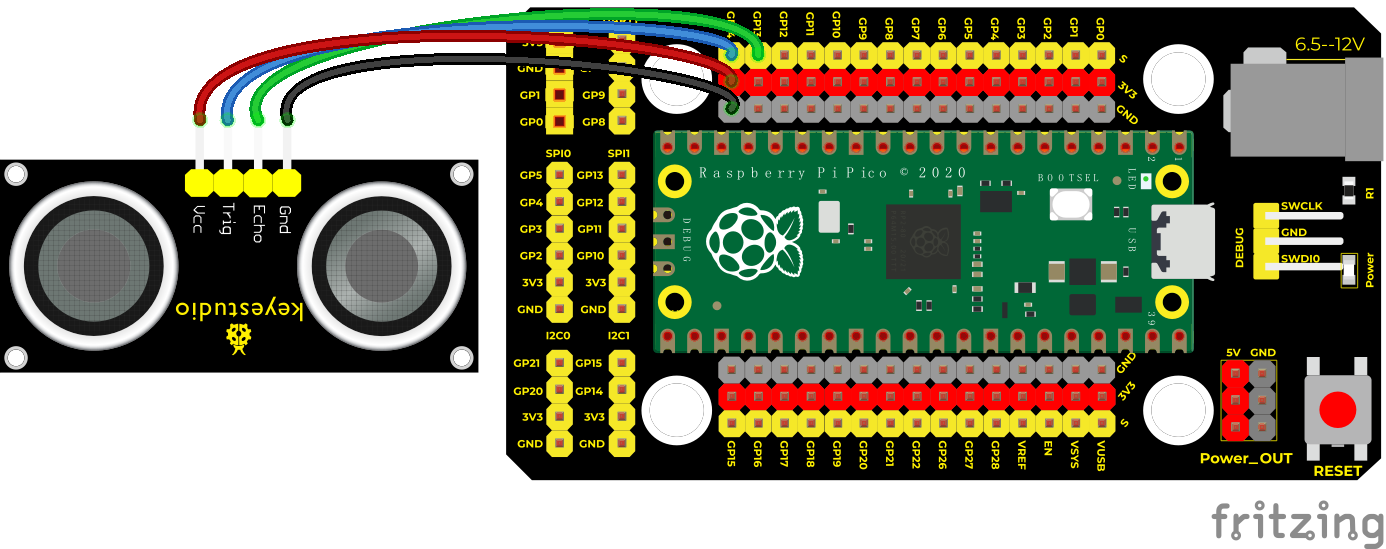 Vcc
Trig
Echo
Gnd
keyestudio
GND
GP1
GP0
GP9
GP8
SPI0
GP5
GP4
GP3
GP2
3V3
GND
SPI1
GP13
GP12
GP11
GP10
3V3
GND
I2C0
GP21
GP20
3V3
GND
I2C1
GP15
GP14
3V3
GND
GP12
GP11
GP10
GP9
GP8
GP7
GP6
GP5
GP4
GP3
GP2
GP1
GP0
S
3V3
GND
Raspberry Pi Pico © 2020
BOOTSEL
LED
2
1
DEBUG
USB
39
GND
3V3
S
GP15
GP16
GP17
GP18
GP19
GP20
GP21
GP22
GP26
GP27
GP28
VREF
EN
VSYS
VUSB
6.5--12V
R1
DEBUG
SWCLK
GND
SWDI0
Power
5V
GND
Power_OUT
RESET
fritzing